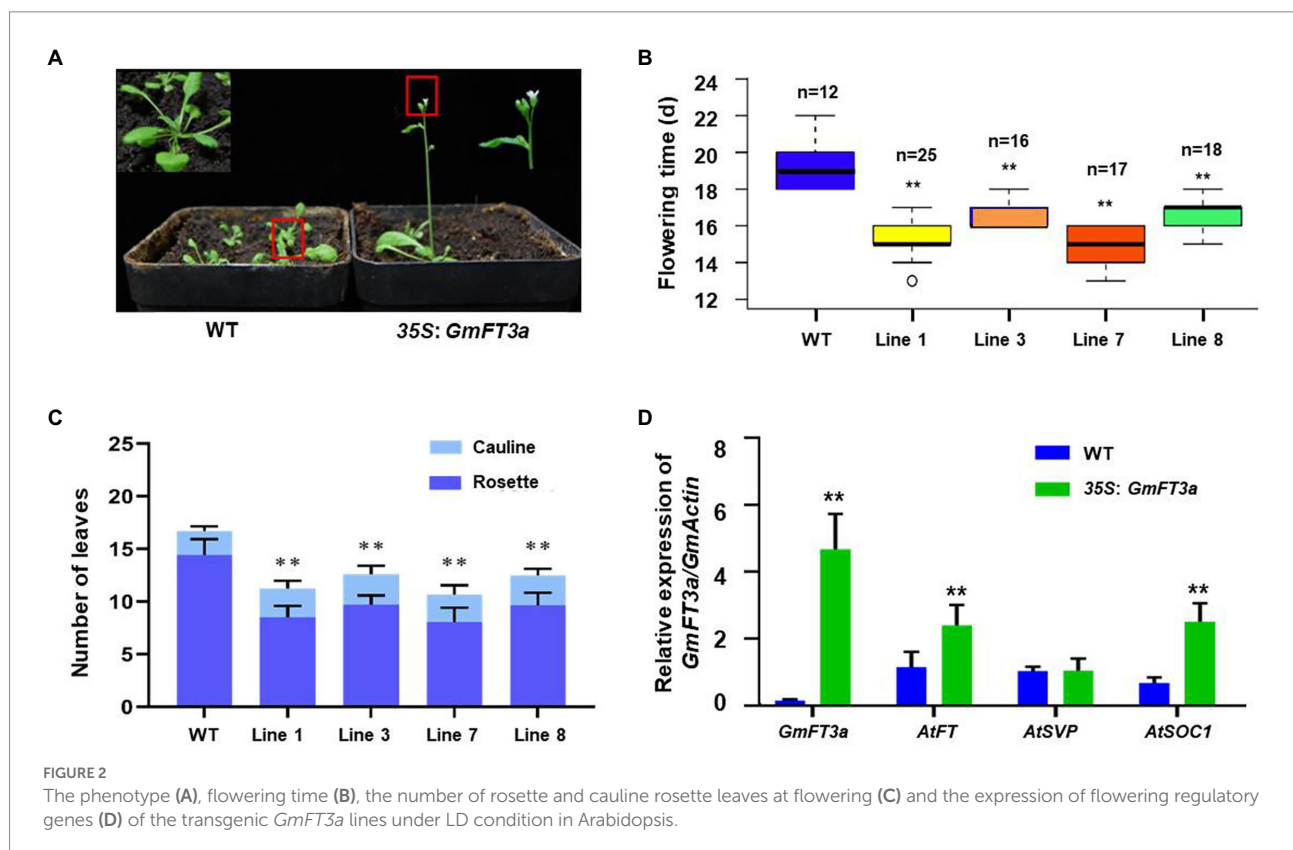 A
WT
35S: GmFT3a
B
Flowering time (d)
24
22
20
18
16
14
12
n=12
n=25
**
n=16
**
n=17
**
n=18
**
WT
Line 1
Line 3
Line 7
Line 8
C
Number of leaves
25
20
15
10
5
0
Cauline
Rosette
**
**
**
**
WT
Line 1
Line 3
Line 7
Line 8
D
Relative expression of
GmFT3a/GmActin
8
6
4
2
0
WT
35S: GmFT3a
**
**
**
GmFT3a
AtFT
AtSVP
AtSOC1
FIGURE 2
The phenotype (A), flowering time (B), the number of rosette and cauline rosette leaves at flowering (C) and the expression of flowering regulatory
genes (D) of the transgenic GmFT3a lines under LD condition in Arabidopsis.